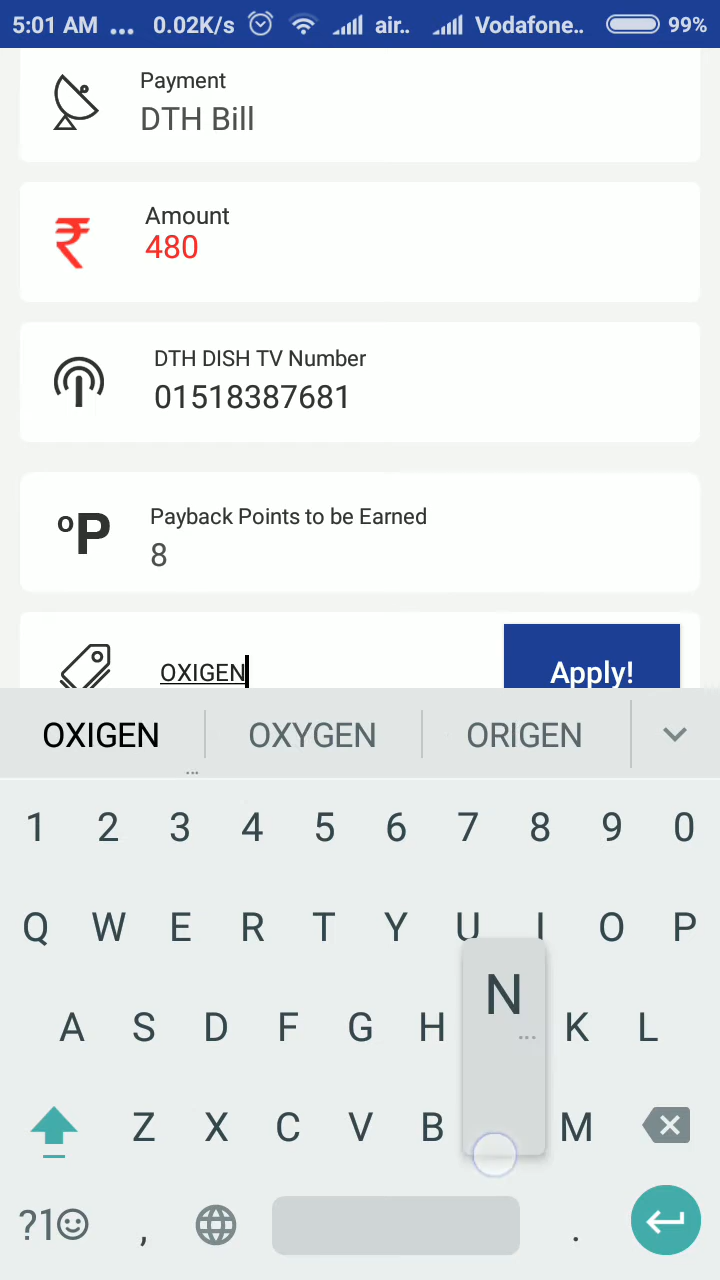 5:01 AM ... 0.02K/s air.. Vodafone.. 99%
Payment
DTH Bill
₹ Amount
480
DTH DISH TV Number
01518387681
ºP Payback Points to be Earned
8
OXIGEN Apply!
OXIGEN OXYGEN ORIGEN
...
1 2 3 4 5 6 7 8 9 0
Q W E R T Y U I O P
A S D F G H N K L
...
Z X C V B M
?1☺ , .